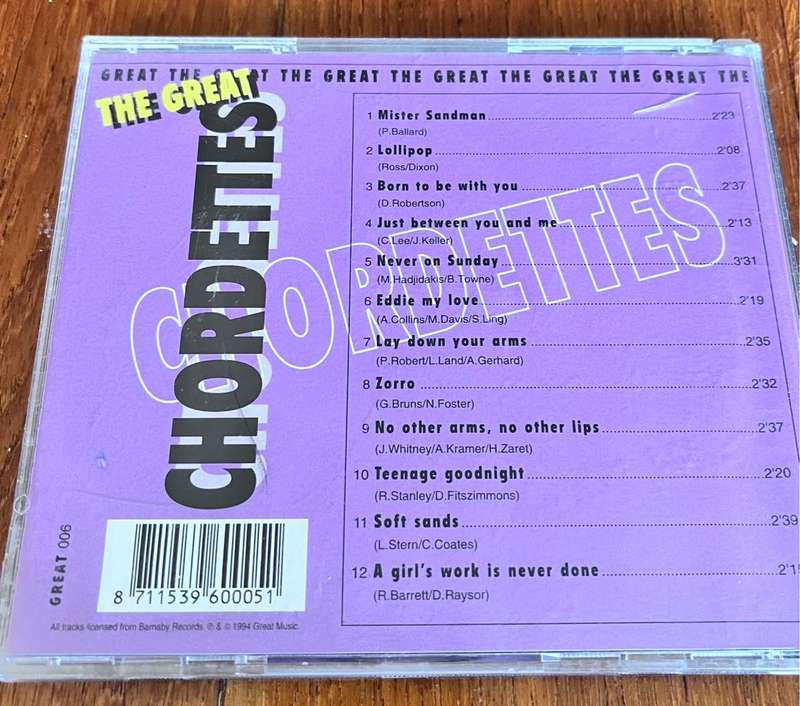 GREAT THE GREAT THE GREAT THE GREAT THE GREAT THE GREAT THE
THE GREAT
CHORDETTES
CHORDETTES
1 Mister Sandman 2'23
(P.Ballard)
2 Lollipop 2'08
(Ross/Dixon)
3 Born to be with you 2'37
(D.Robertson)
4 Just between you and me 2'13
(C.Lee/J.Keller)
5 Never on Sunday 3'31
(M.Hadjidakis/B.Towne)
6 Eddie my love 2'19
(A.Collins/M.Davis/S.Ling)
7 Lay down your arms 2'35
(P.Robert/L.Land/A.Gerhard)
8 Zorro 2'32
(G.Bruns/N.Foster)
9 No other arms, no other lips 2'37
(J.Whitney/A.Kramer/H.Zaret)
10 Teenage goodnight 2'20
(R.Stanley/D.Fitszimmons)
11 Soft sands 2'39
(L.Stern/C.Coates)
12 A girl's work is never done
(R.Barrett/D.Raysor)
GREAT 006
8 711539 600051
All tracks licensed from Barnaby Records. ℗ & © 1994 Great Music.